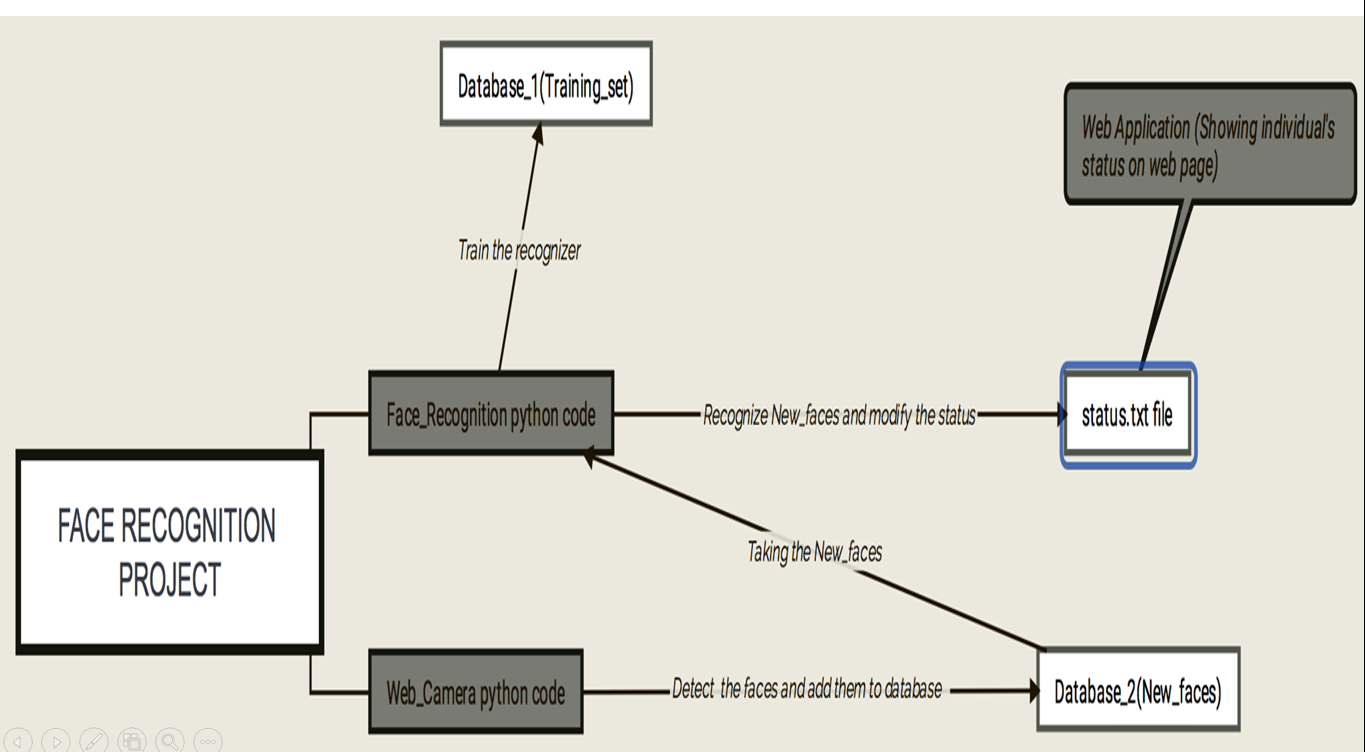 Database_1(Training_set)
Web Application (Showing individual's
status on web page)
Train the recognizer
Face_Recognition python code
Recognize New_faces and modify the status
status.txt file
FACE RECOGNITION
PROJECT
Taking the New_faces
Web_Camera python code
Detect the faces and add them to database
Database_2(New_faces)